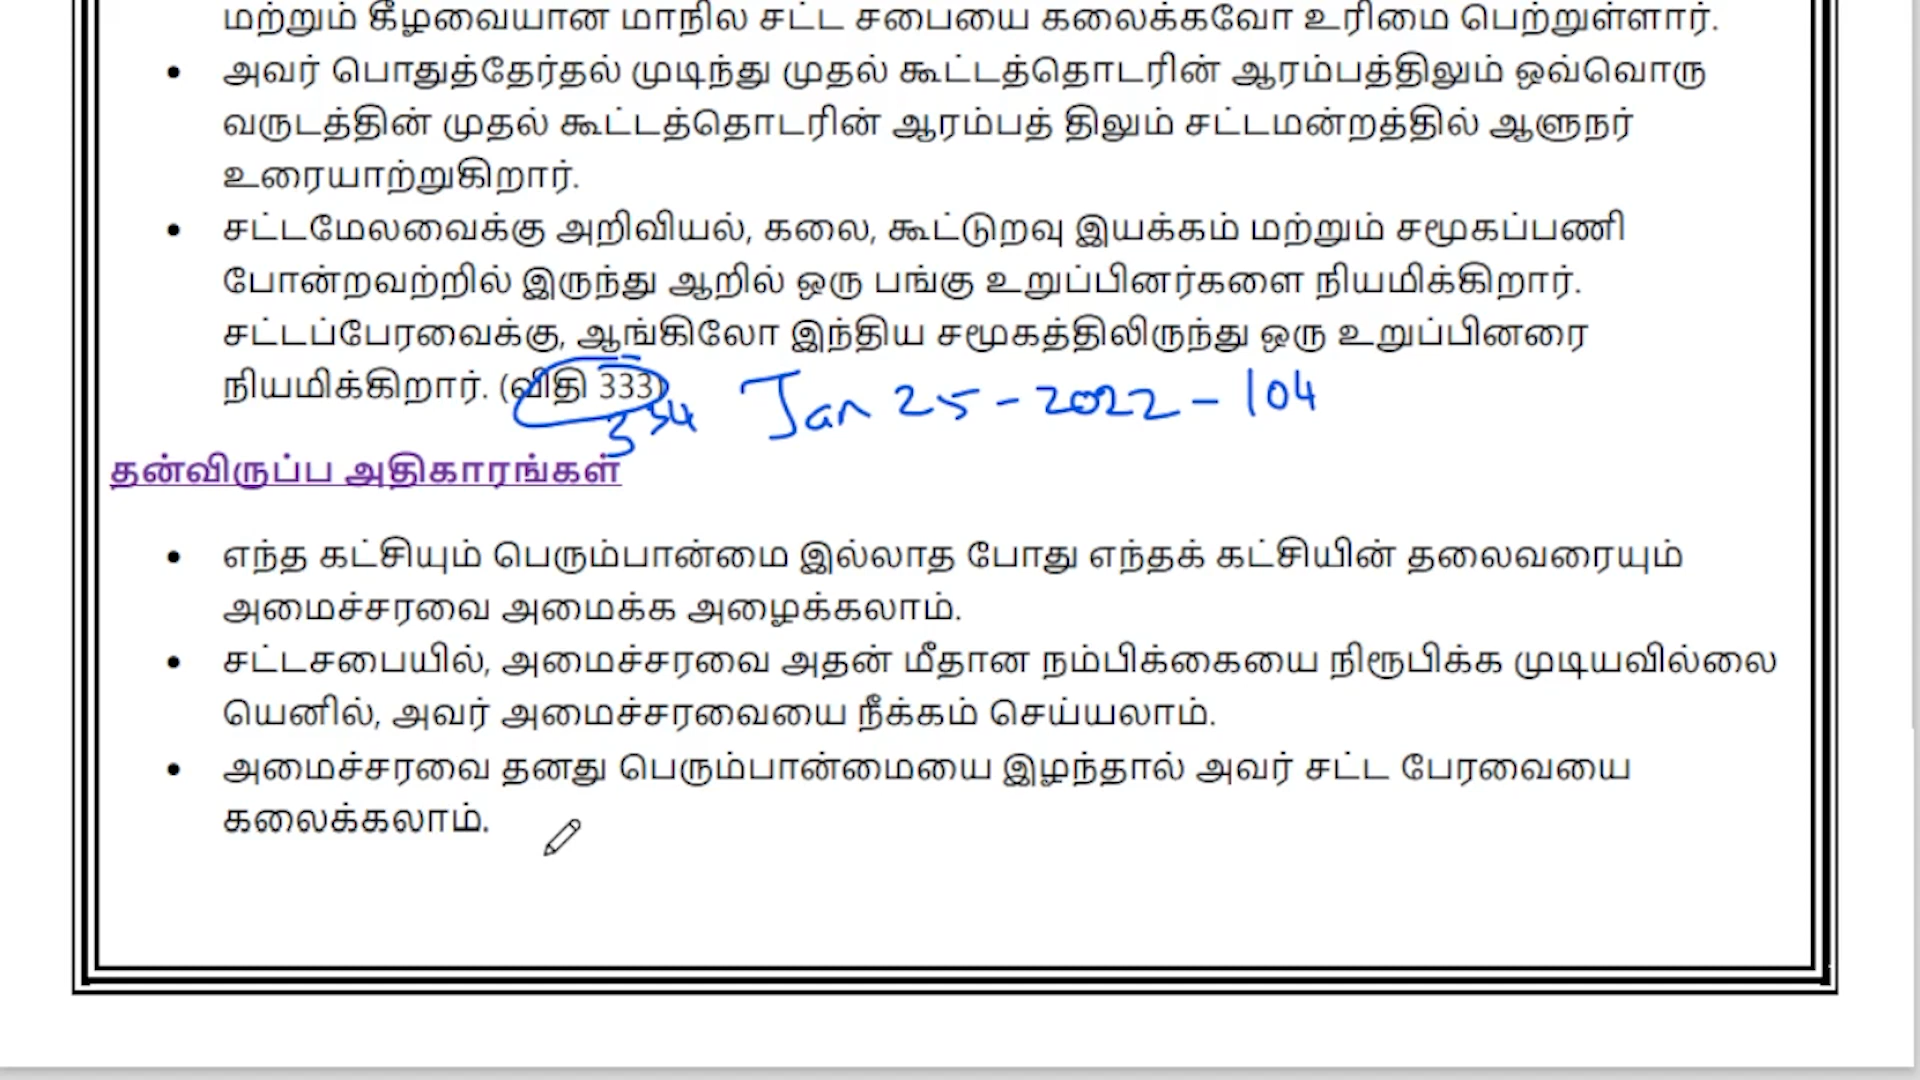 மற்றும் கீழவையான மாநில சட்ட சபையை கலைக்கவோ உரிமை பெற்றுள்ளார்.
• அவர் பொதுத்தேர்தல் முடிந்து முதல் கூட்டத்தொடரின் ஆரம்பத்திலும் ஒவ்வொரு
வருடத்தின் முதல் கூட்டத்தொடரின் ஆரம்பத் திலும் சட்டமன்றத்தில் ஆளுநர்
உரையாற்றுகிறார்.
• சட்டமேலவைக்கு அறிவியல், கலை, கூட்டுறவு இயக்கம் மற்றும் சமூகப்பணி
போன்றவற்றில் இருந்து ஆறில் ஒரு பங்கு உறுப்பினர்களை நியமிக்கிறார்.
சட்டப்பேரவைக்கு, ஆங்கிலோ இந்திய சமூகத்திலிருந்து ஒரு உறுப்பினரை
நியமிக்கிறார். (விதி 333) Jan 25-2022-104
334
தன்விருப்ப அதிகாரங்கள்
• எந்த கட்சியும் பெரும்பான்மை இல்லாத போது எந்தக் கட்சியின் தலைவரையும்
அமைச்சரவை அமைக்க அழைக்கலாம்.
• சட்டசபையில், அமைச்சரவை அதன் மீதான நம்பிக்கையை நிரூபிக்க முடியவில்லை
யெனில், அவர் அமைச்சரவையை நீக்கம் செய்யலாம்.
• அமைச்சரவை தனது பெரும்பான்மையை இழந்தால் அவர் சட்ட பேரவையை
கலைக்கலாம்.